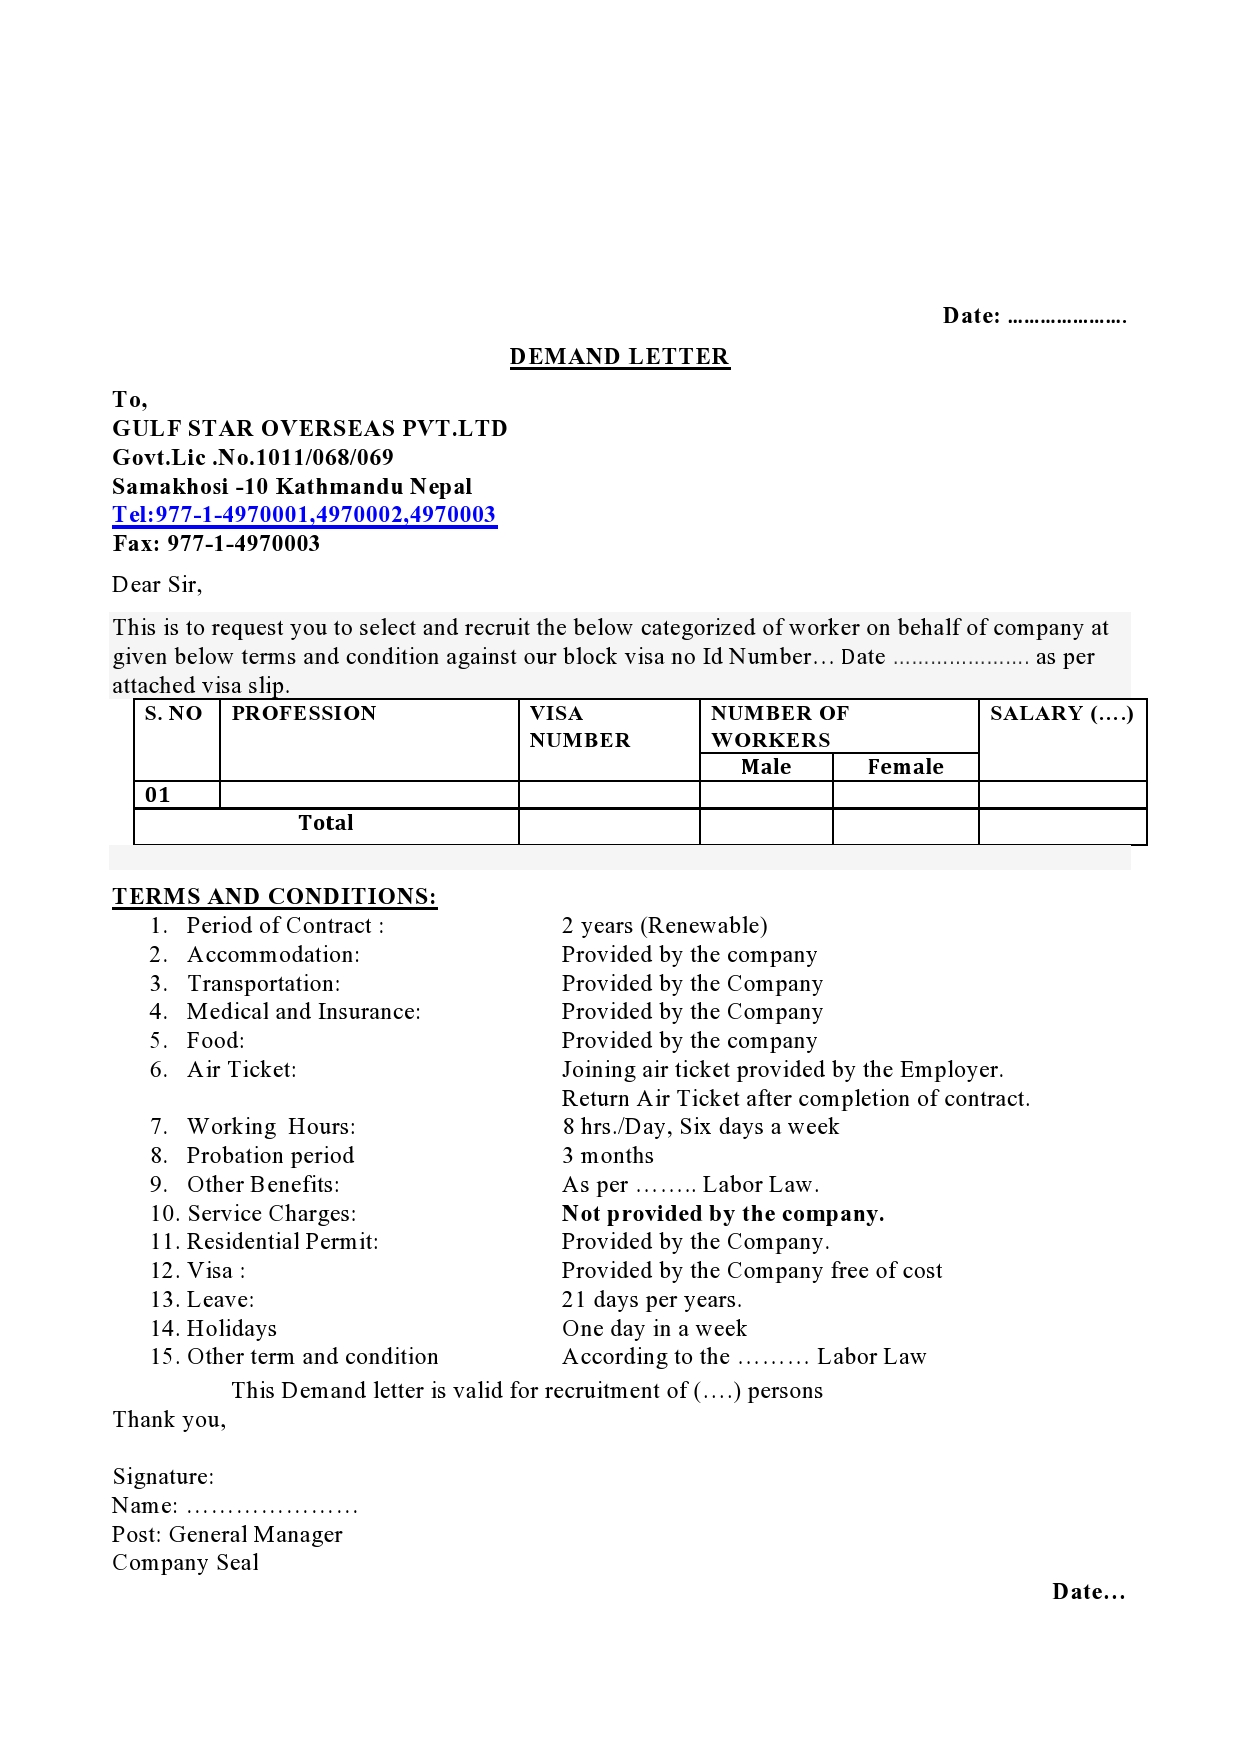 Date: ………………….
DEMAND LETTER
To,
GULF STAR OVERSEAS PVT.LTD
Govt.Lic .No.1011/068/069
Samakhosi -10 Kathmandu Nepal
Tel:977-1-4970001,4970002,4970003
Fax: 977-1-4970003
Dear Sir,
This is to request you to select and recruit the below categorized of worker on behalf of company at
given below terms and condition against our block visa no Id Number… Date …………………. as per
attached visa slip.
S. NO PROFESSION VISA NUMBER NUMBER OF WORKERS SALARY (….)
Male Female
01
Total
TERMS AND CONDITIONS:
1. Period of Contract : 2 years (Renewable)
2. Accommodation: Provided by the company
3. Transportation: Provided by the Company
4. Medical and Insurance: Provided by the Company
5. Food: Provided by the company
6. Air Ticket: Joining air ticket provided by the Employer.
Return Air Ticket after completion of contract.
7. Working Hours: 8 hrs./Day, Six days a week
8. Probation period 3 months
9. Other Benefits: As per …….. Labor Law.
10. Service Charges: Not provided by the company.
11. Residential Permit: Provided by the Company.
12. Visa : Provided by the Company free of cost
13. Leave: 21 days per years.
14. Holidays One day in a week
15. Other term and condition According to the ……… Labor Law
This Demand letter is valid for recruitment of (….) persons
Thank you,
Signature:
Name: …………………
Post: General Manager
Company Seal
Date…